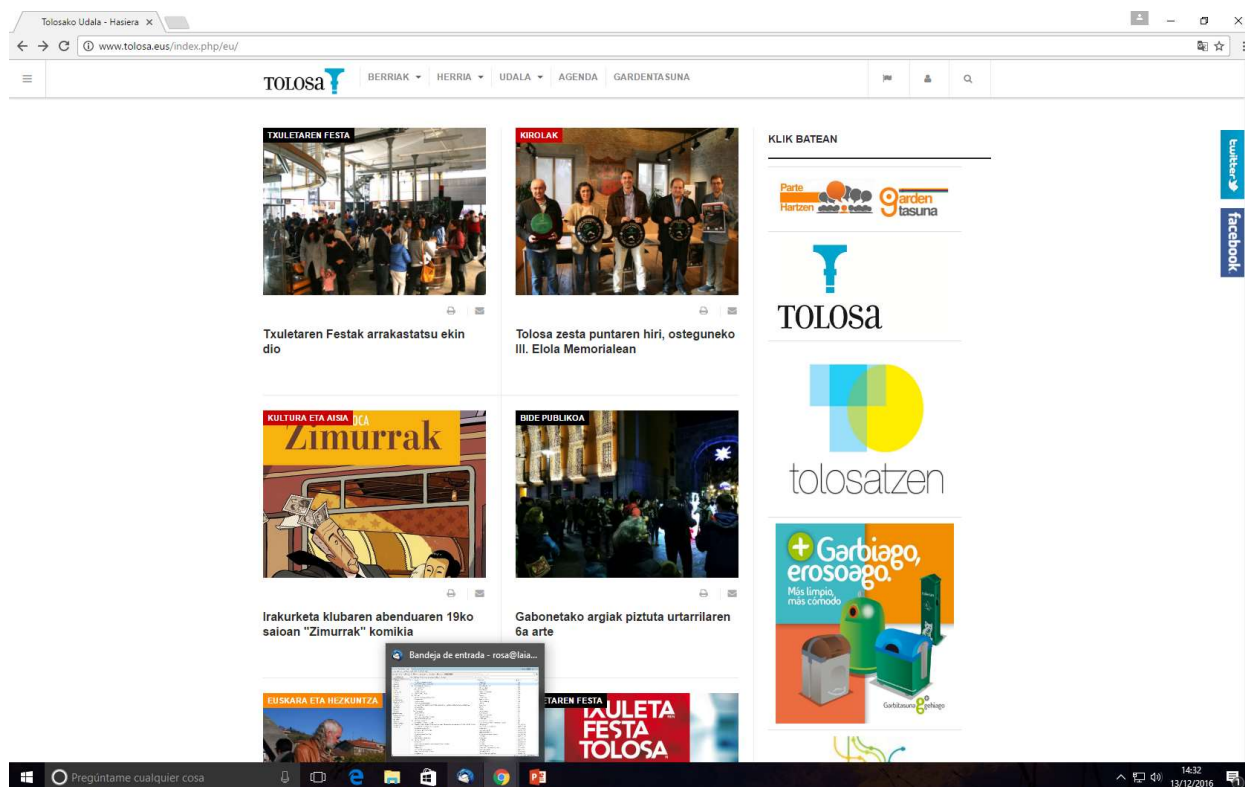 Tolosako Udala - Hasiera
www.tolosa.eus/index.php/eu/
TOLOSa
BERRIAK
HERRIA
UDALA
AGENDA
GARDENTASUNA
TXULETAREN FESTA
Txuletaren Festak arrakastatsu ekin
dio
KIROLAK
Tolosa zesta puntaren hiri, osteguneko
III. Elola Memorialean
KULTURA ETA AISIA
Zimurrak
Irakurketa klubaren abenduaren 19ko
saioan "Zimurrak" komikia
BIDE PUBLIKOA
Gabonetako argiak piztuta urtarrilaren
6a arte
EUSKARA ETA HEZKUNTZA
ETAREN FESTA
TXULETA
FESTA
TOLOSA
KLIK BATEAN
Parte
Hartzen
garden
tasuna
TOLOSa
tolosatzen
+ Garbiago,
erosoago.
Más limpio,
más cómodo
Garbitasuna gehiago
twitter
facebook
Bandeja de entrada - rosa@laia...
Pregúntame cualquier cosa
14:32
13/12/2016